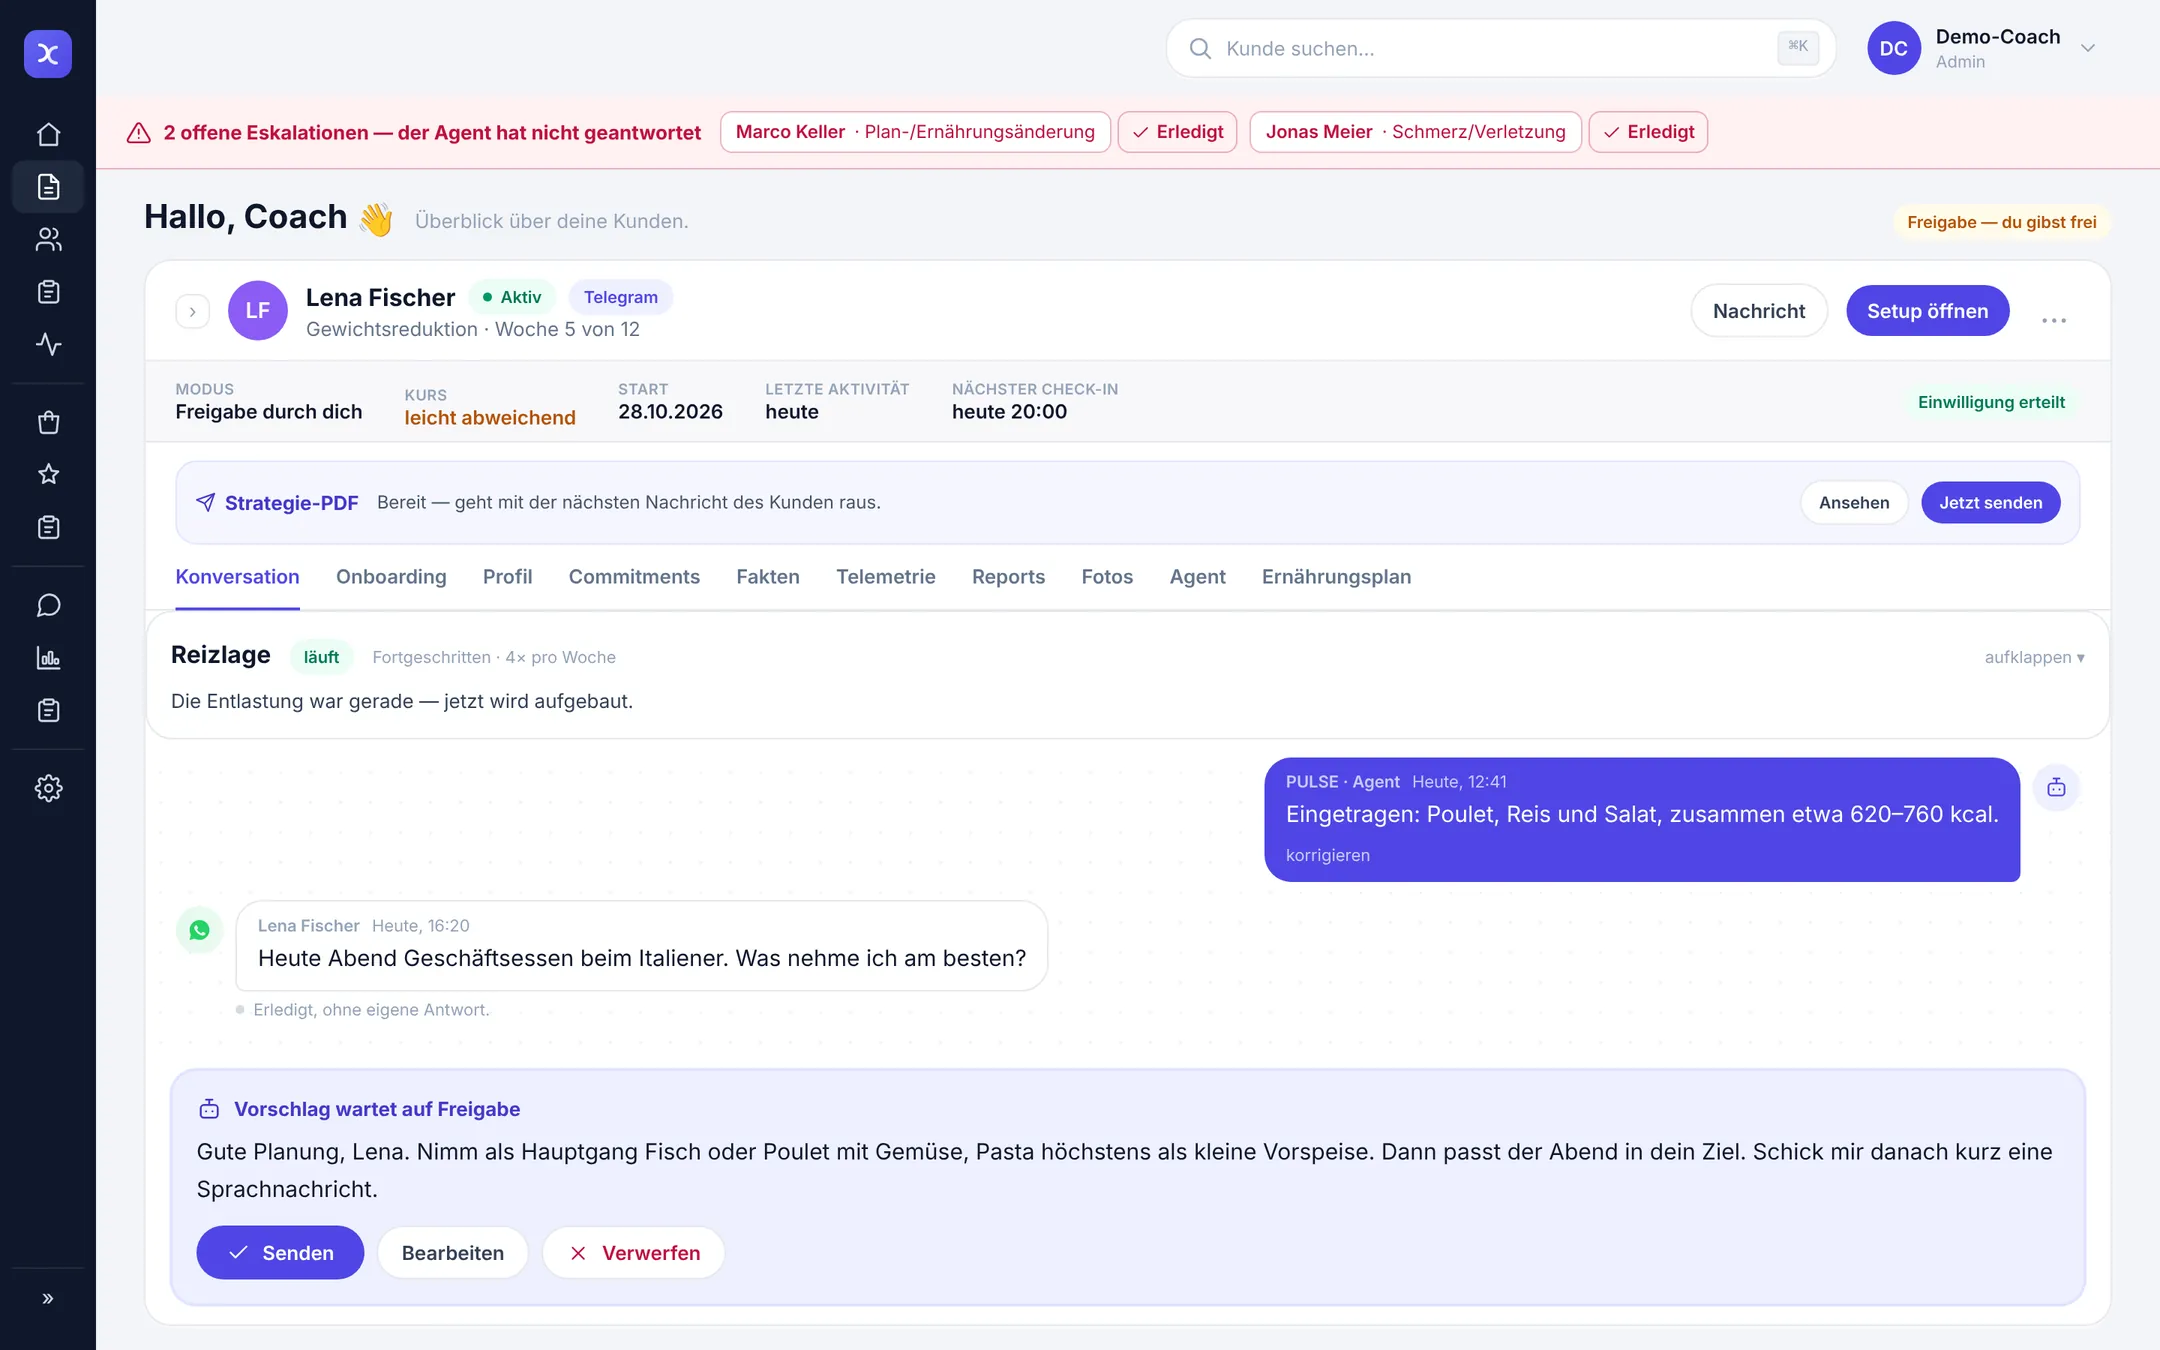 Kunde suchen...
⌘K
DC
Demo-Coach
Admin
2 offene Eskalationen — der Agent hat nicht geantwortet
Marco Keller · Plan-/Ernährungsänderung
Erledigt
Jonas Meier · Schmerz/Verletzung
Erledigt
Hallo, Coach 👋 Überblick über deine Kunden.
Freigabe — du gibst frei
LF
Lena Fischer
Aktiv
Telegram
Gewichtsreduktion · Woche 5 von 12
Nachricht
Setup öffnen
...
MODUS
Freigabe durch dich
KURS
leicht abweichend
START
28.10.2026
LETZTE AKTIVITÄT
heute
NÄCHSTER CHECK-IN
heute 20:00
Einwilligung erteilt
Strategie-PDF Bereit — geht mit der nächsten Nachricht des Kunden raus.
Ansehen
Jetzt senden
Konversation Onboarding Profil Commitments Fakten Telemetrie Reports Fotos Agent Ernährungsplan
Reizlage läuft Fortgeschritten · 4× pro Woche
aufklappen ▾
Die Entlastung war gerade — jetzt wird aufgebaut.
PULSE · Agent Heute, 12:41
Eingetragen: Poulet, Reis und Salat, zusammen etwa 620–760 kcal.
korrigieren
Lena Fischer Heute, 16:20
Heute Abend Geschäftsessen beim Italiener. Was nehme ich am besten?
Erledigt, ohne eigene Antwort.
Vorschlag wartet auf Freigabe
Gute Planung, Lena. Nimm als Hauptgang Fisch oder Poulet mit Gemüse, Pasta höchstens als kleine Vorspeise. Dann passt der Abend in dein Ziel. Schick mir danach kurz eine
Sprachnachricht.
Senden
Bearbeiten
Verwerfen